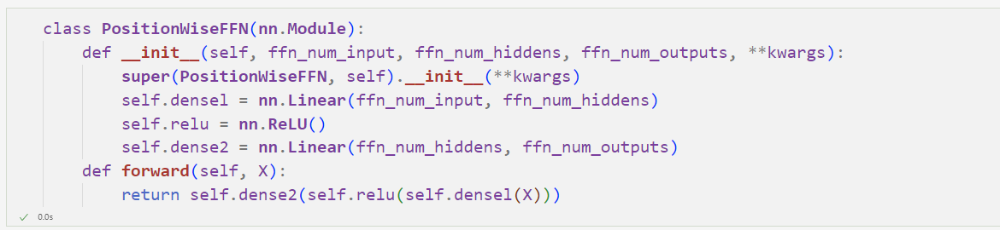 class PositionWiseFFN(nn.Module):
    def __init__(self, ffn_num_input, ffn_num_hiddens, ffn_num_outputs, **kwargs):
        super(PositionWiseFFN, self).__init__(**kwargs)
        self.densel = nn.Linear(ffn_num_input, ffn_num_hiddens)
        self.relu = nn.ReLU()
        self.dense2 = nn.Linear(ffn_num_hiddens, ffn_num_outputs)
    def forward(self, X):
        return self.dense2(self.relu(self.densel(X)))
0.0s